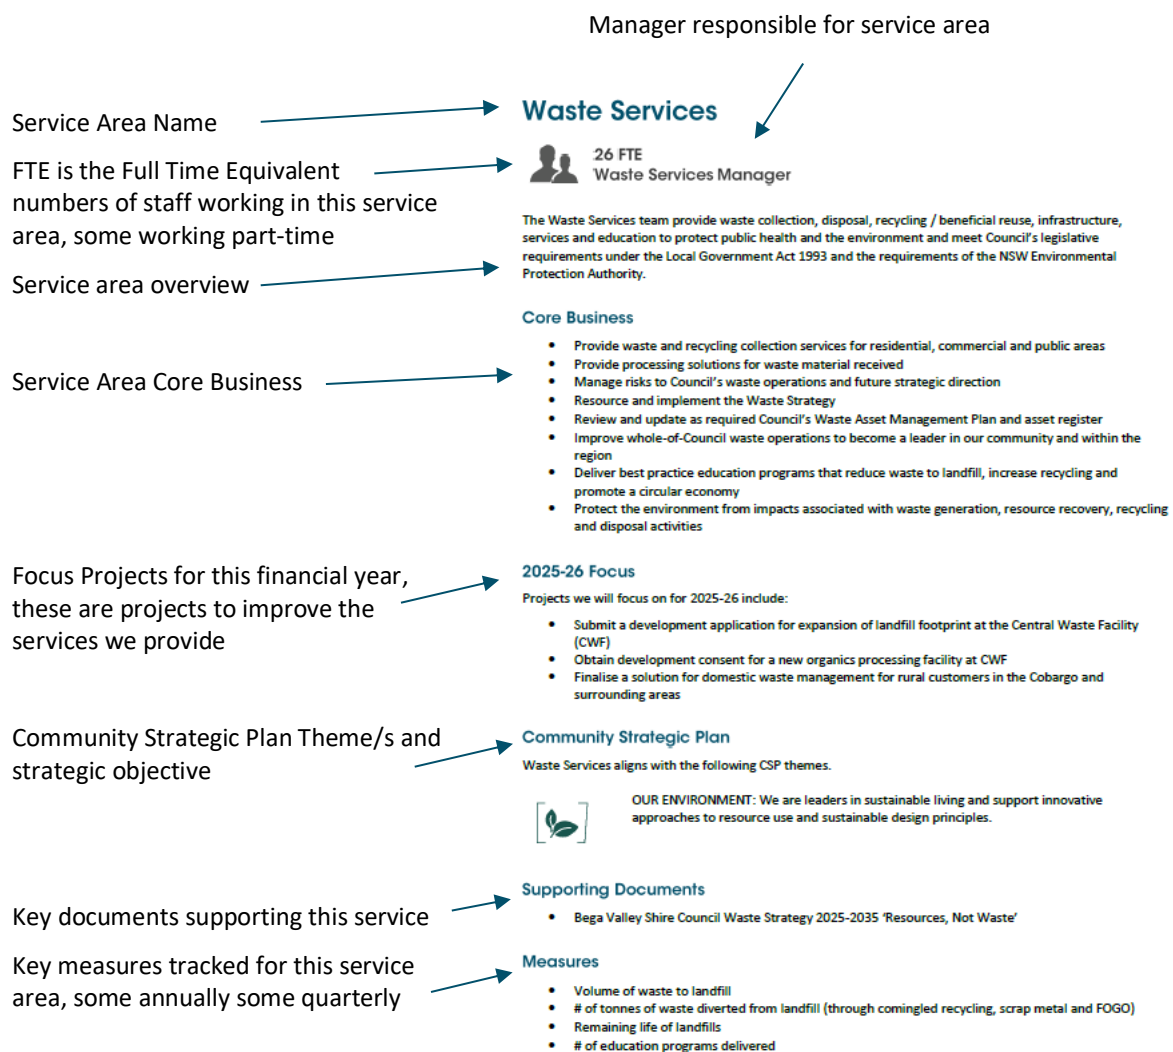 Manager responsible for service area
Service Area Name
FTE is the Full Time Equivalent
numbers of staff working in this service
area, some working part-time
Service area overview
Service Area Core Business
Focus Projects for this financial year,
these are projects to improve the
services we provide
Community Strategic Plan Theme/s and
strategic objective
Key documents supporting this service
Key measures tracked for this service
area, some annually some quarterly
Waste Services
26 FTE
Waste Services Manager
The Waste Services team provide waste collection, disposal, recycling / beneficial reuse, infrastructure,
services and education to protect public health and the environment and meet Council's legislative
requirements under the Local Government Act 1993 and the requirements of the NSW Environmental
Protection Authority.
Core Business
• Provide waste and recycling collection services for residential, commercial and public areas
• Provide processing solutions for waste material received
• Manage risks to Council's waste operations and future strategic direction
• Resource and implement the Waste Strategy
• Review and update as required Council's Waste Asset Management Plan and asset register
• Improve whole-of-Council waste operations to become a leader in our community and within the
region
• Deliver best practice education programs that reduce waste to landfill, increase recycling and
promote a circular economy
• Protect the environment from impacts associated with waste generation, resource recovery, recycling
and disposal activities
2025-26 Focus
Projects we will focus on for 2025-26 include:
• Submit a development application for expansion of landfill footprint at the Central Waste Facility
(CWF)
• Obtain development consent for a new organics processing facility at CWF
• Finalise a solution for domestic waste management for rural customers in the Cobargo and
surrounding areas
Community Strategic Plan
Waste Services aligns with the following CSP themes.
OUR ENVIRONMENT: We are leaders in sustainable living and support innovative
approaches to resource use and sustainable design principles.
Supporting Documents
• Bega Valley Shire Council Waste Strategy 2025-2035 'Resources, Not Waste'
Measures
• Volume of waste to landfill
• # of tonnes of waste diverted from landfill (through comingled recycling, scrap metal and FOGO)
• Remaining life of landfills
• # of education programs delivered